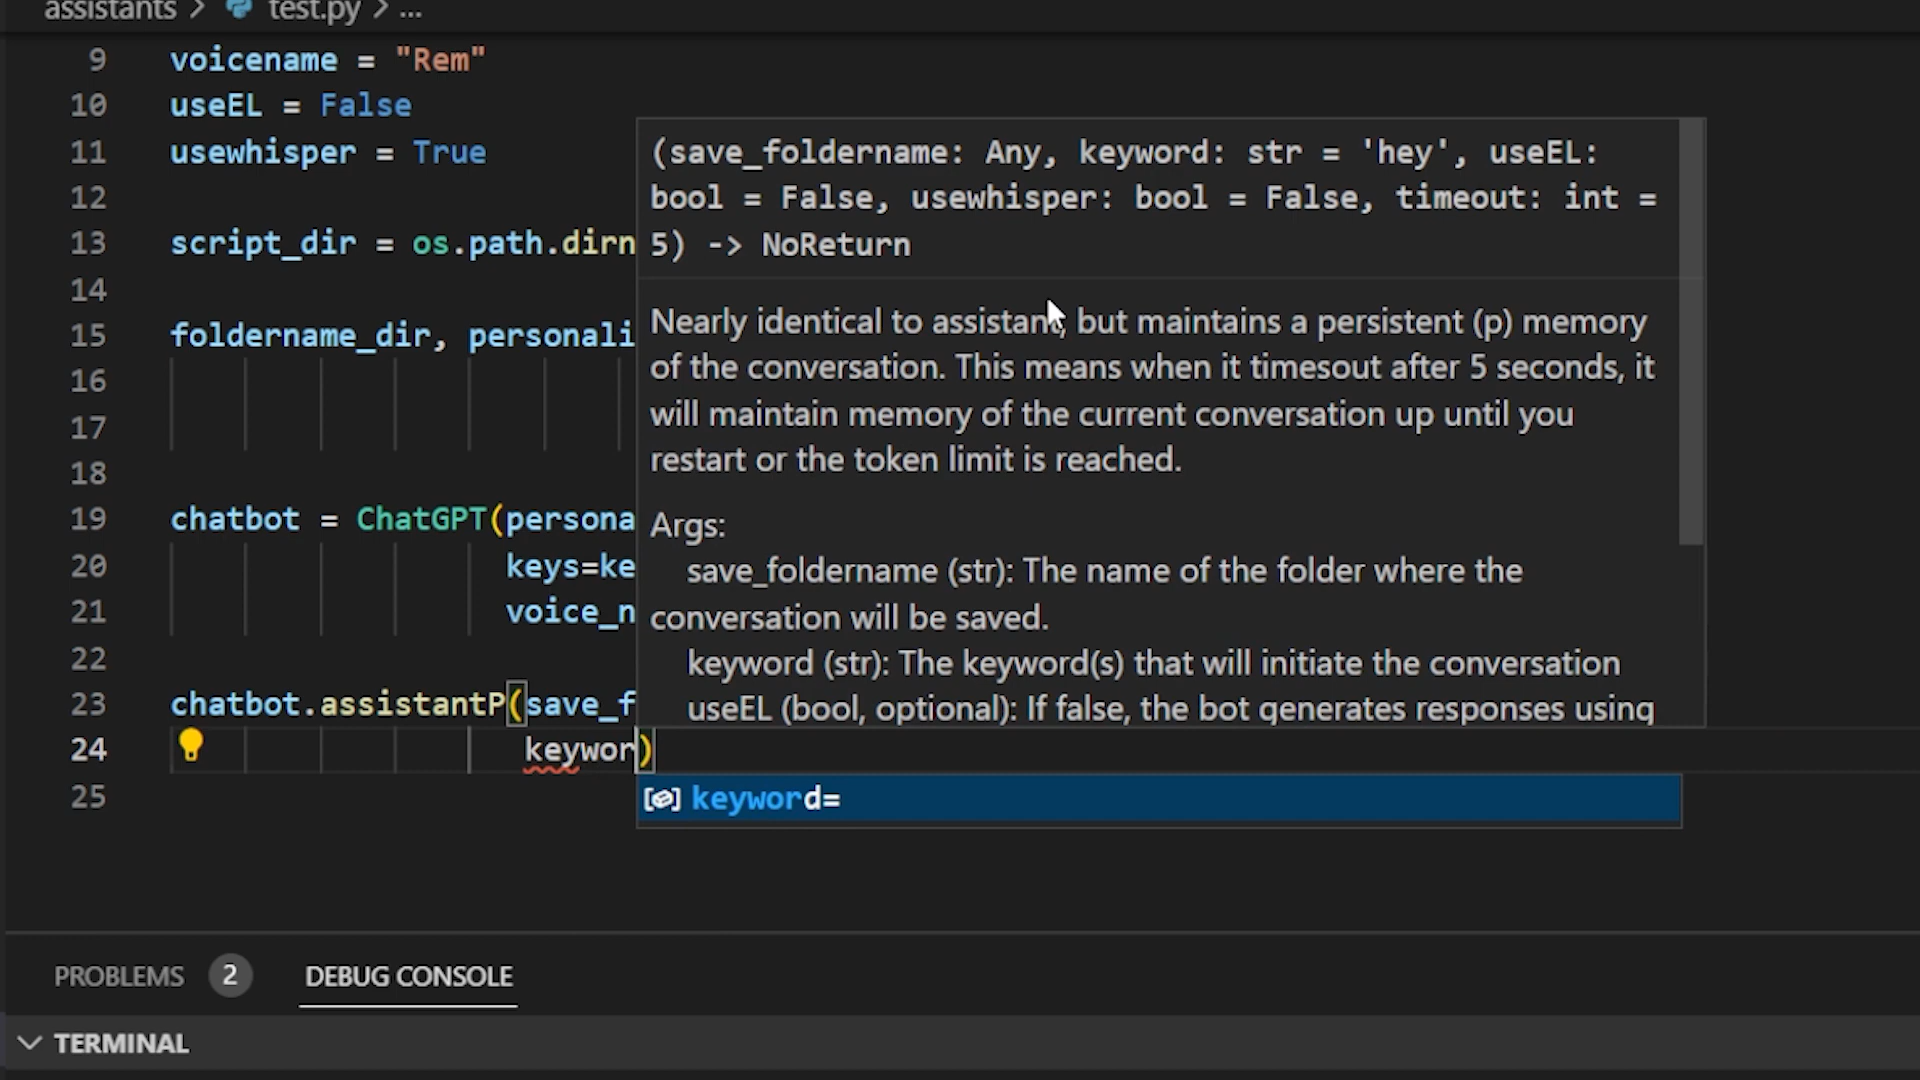 assistants > test.py > ...
9 voicename = "Rem"
10 useEL = False
11 usewhisper = True
12
13 script_dir = os.path.dirn
14
15 foldername_dir, personali
16
17
18
19 chatbot = ChatGPT(persona
20 keys=ke
21 voice_n
22
23 chatbot.assistantP(save_f
24 keywor)
25
(save_foldername: Any, keyword: str = 'hey', useEL:
bool = False, usewhisper: bool = False, timeout: int =
5) -> NoReturn
Nearly identical to assistant, but maintains a persistent (p) memory
of the conversation. This means when it timesout after 5 seconds, it
will maintain memory of the current conversation up until you
restart or the token limit is reached.
Args:
save_foldername (str): The name of the folder where the
conversation will be saved.
keyword (str): The keyword(s) that will initiate the conversation
useEL (bool, optional): If false, the bot generates responses using
keyword=
PROBLEMS 2 DEBUG CONSOLE
TERMINAL